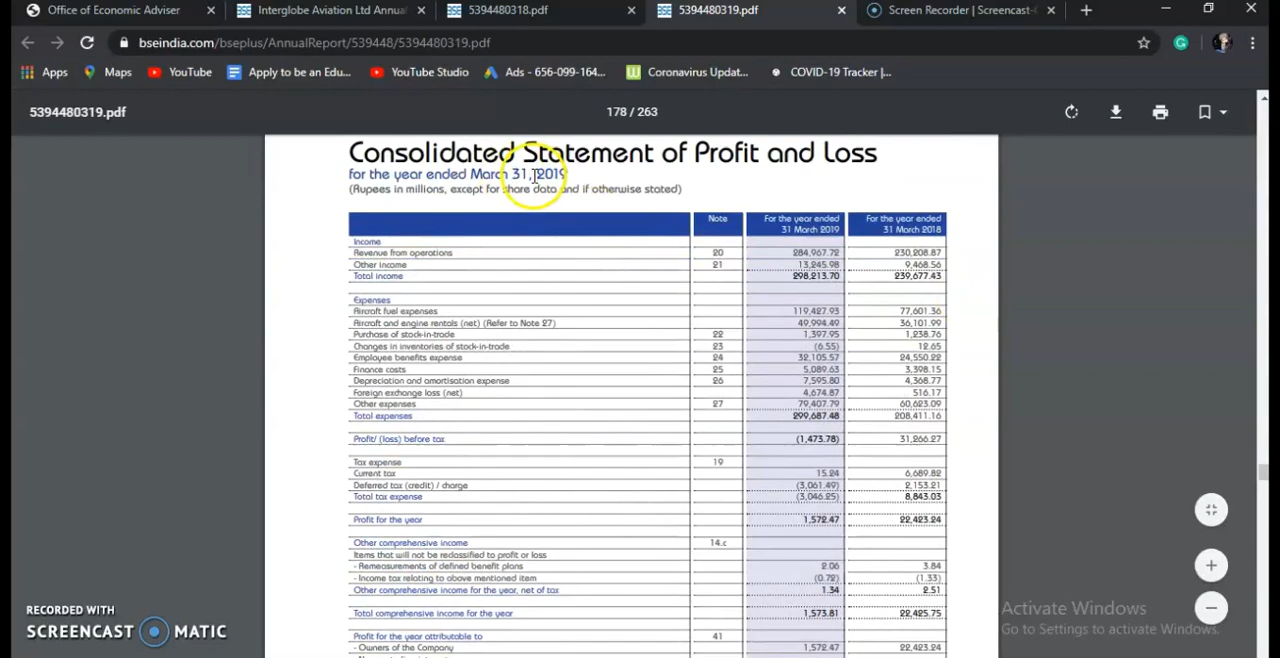 Office of Economic Adviser
Interglobe Aviation Ltd Annual
5394480318.pdf
5394480319.pdf
Screen Recorder | Screencast-
bseindia.com/bseplus/AnnualReport/539448/5394480319.pdf
Apps Maps YouTube Apply to be an Edu... YouTube Studio Ads - 656-099-164... Coronavirus Updat... COVID-19 Tracker |...
5394480319.pdf 178 / 263
Consolidated Statement of Profit and Loss
for the year ended March 31, 2019
(Rupees in millions, except for share data and if otherwise stated)
Note For the year ended 31 March 2019 For the year ended 31 March 2018
Income
Revenue from operations 20 284,967.72 230,208.87
Other income 21 13,245.98 9,468.56
Total income 298,213.70 239,677.43
Expenses
Aircraft fuel expenses 119,427.93 77,601.36
Aircraft and engine rentals (net) (Refer to Note 27) 49,994.49 36,101.99
Purchase of stock-in-trade 22 1,397.95 1,238.76
Changes in inventories of stock-in-trade 23 (6.55) 12.65
Employee benefits expense 24 32,105.57 24,550.22
Finance costs 25 5,089.63 3,398.15
Depreciation and amortisation expense 26 7,595.80 4,368.77
Foreign exchange loss (net) 4,674.87 516.17
Other expenses 27 79,407.79 60,623.09
Total expenses 299,687.48 208,411.16
Profit/ (loss) before tax (1,473.78) 31,266.27
Tax expense 19
Current tax 15.24 6,689.82
Deferred tax (credit) / charge (3,061.49) 2,153.21
Total tax expense (3,046.25) 8,843.03
Profit for the year 1,572.47 22,423.24
Other comprehensive income 14.c
Items that will not be reclassified to profit or loss
- Remeasurements of defined benefit plans 2.06 3.84
- Income tax relating to above mentioned item (0.72) (1.33)
Other comprehensive income for the year, net of tax 1.34 2.51
Total comprehensive income for the year 1,573.81 22,425.75
Profit for the year attributable to 41
- Owners of the Company 1,572.47 22,423.24
Activate Windows
Go to Settings to activate Windows.
RECORDED WITH
SCREENCAST MATIC